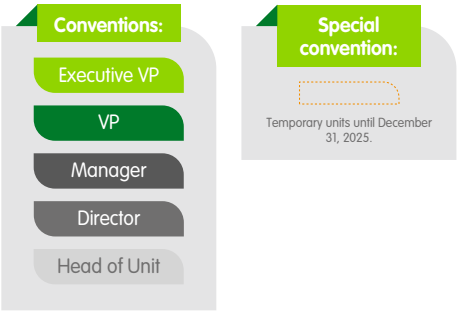 Conventions:
Executive VP
VP
Manager
Director
Head of Unit
Special
convention:
Temporary units until December
31, 2025.